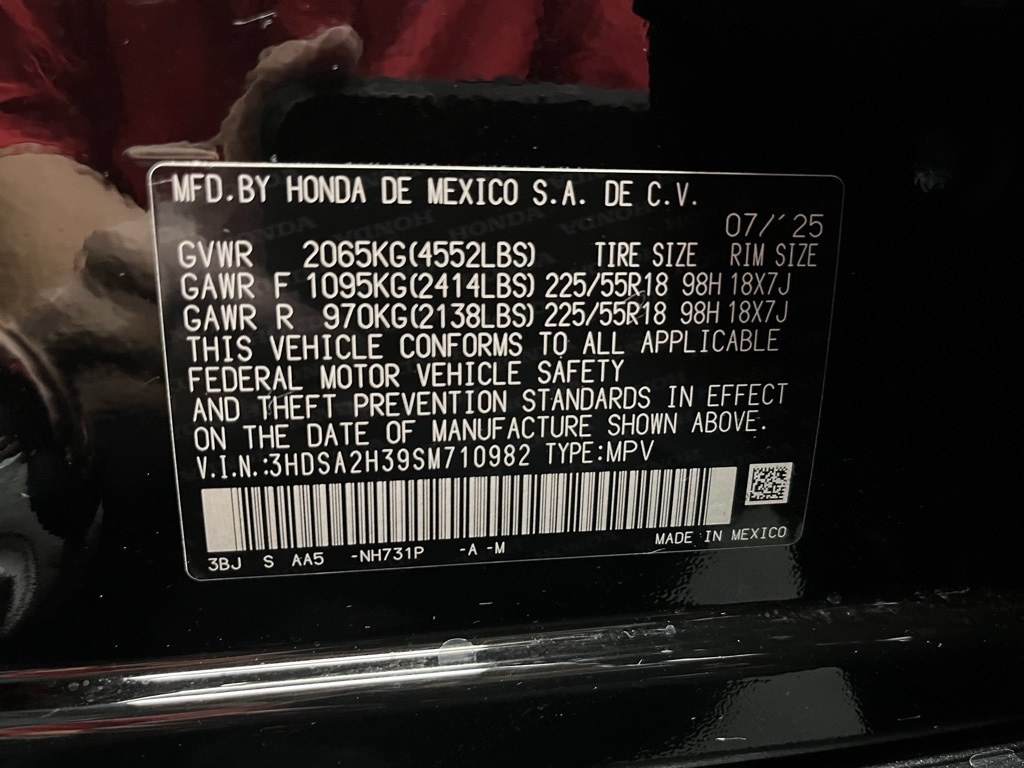 MFD.BY HONDA DE MEXICO S.A. DE C.V.
07/´25
GVWR 2065KG(4552LBS) TIRE SIZE RIM SIZE
GAWR F 1095KG(2414LBS) 225/55R18 98H 18X7J
GAWR R 970KG(2138LBS) 225/55R18 98H 18X7J
THIS VEHICLE CONFORMS TO ALL APPLICABLE
FEDERAL MOTOR VEHICLE SAFETY
AND THEFT PREVENTION STANDARDS IN EFFECT
ON THE DATE OF MANUFACTURE SHOWN ABOVE.
V.I.N.:3HDSA2H39SM710982 TYPE:MPV
MADE IN MEXICO
3BJ S AA5 -NH731P -A -M